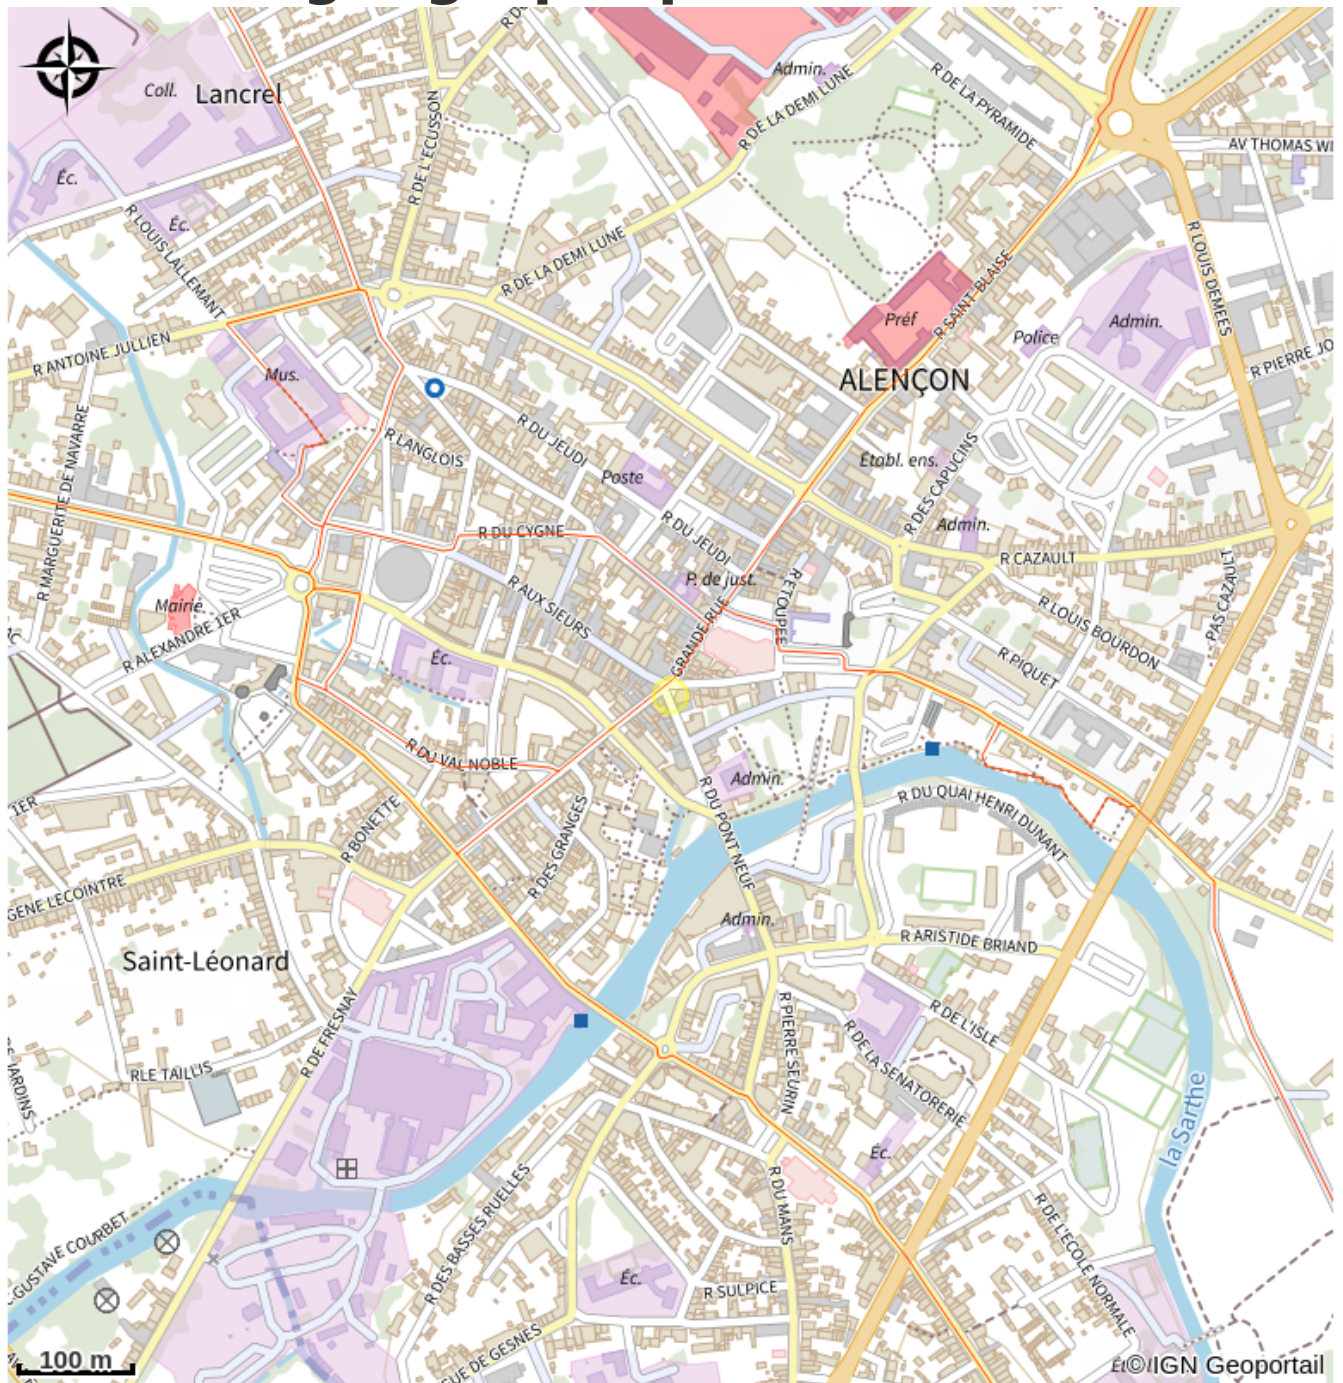 Coll.
Lancrel
Éc.
Éc.
R DE L'ECUSSON
Admin.
R DE LA DEMI LUNE
R DE LA PYRAMIDE
AV THOMAS WI
R LOUIS LALLEMANT
R DE LA DEMI LUNE
R LOUIS DEMEES
R SAINT-BLAISE
Préf
Police
Admin.
R ANTOINE JULLIEN
R PIERRE JO
Mus.
ALENÇON
R MARGUERITE DE NAVARRE
R LANGLOIS
R DU JEUDI
Poste
Établ. ens.
R DES CAPUCINS
Admin.
R DU CYGNE
R DU JEUDI
R CAZAULT
P. de just.
R ETOUPEE
R AUX SIEURS
GRANDE RUE
PAS CAZAULT
Mairie
R ALEXANDRE 1ER
R LOUIS BOURDON
R PIQUET
Éc.
R DU VAL NOBLE
Admin.
R DU PONT NEUF
R DU QUAI HENRI DUNANT
1ER
R BONETTE
R DES GRANGES
GENE LECOINTRE
Admin.
R ARISTIDE BRIAND
Saint-Léonard
R DE FRESNAY
R PIERRE SEURIN
R DE L'ISLE
R DE LA SENATORERIE
RLE TAILLIS
JARDINS
la Sarthe
Éc.
R DES BASSES RUELLES
R DU MANS
R DE L'ECOLE NORMALE
GUSTAVE COURBET
Éc.
R SULPICE
UE DE GESNES
100 m
© IGN Geoportail